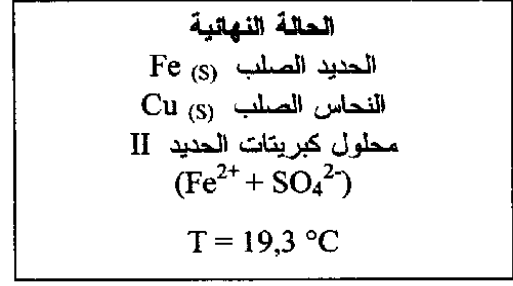 الحالة النهائية
الحديد الصلب Fe (S)
النحاس الصلب Cu (S)
محلول كبريتات الحديد II
(Fe²⁺ + SO₄²⁻)
T = 19,3 °C